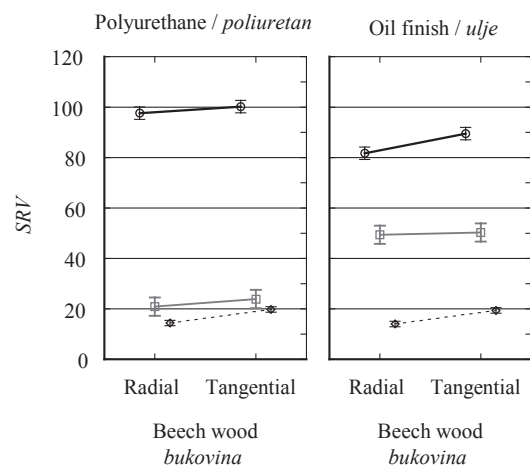 Polyurethane / poliuretan
Oil finish / ulje
120
100
80
60
40
20
0
SRV
Radial Tangential
Radial Tangential
Beech wood
bukovina
Beech wood
bukovina